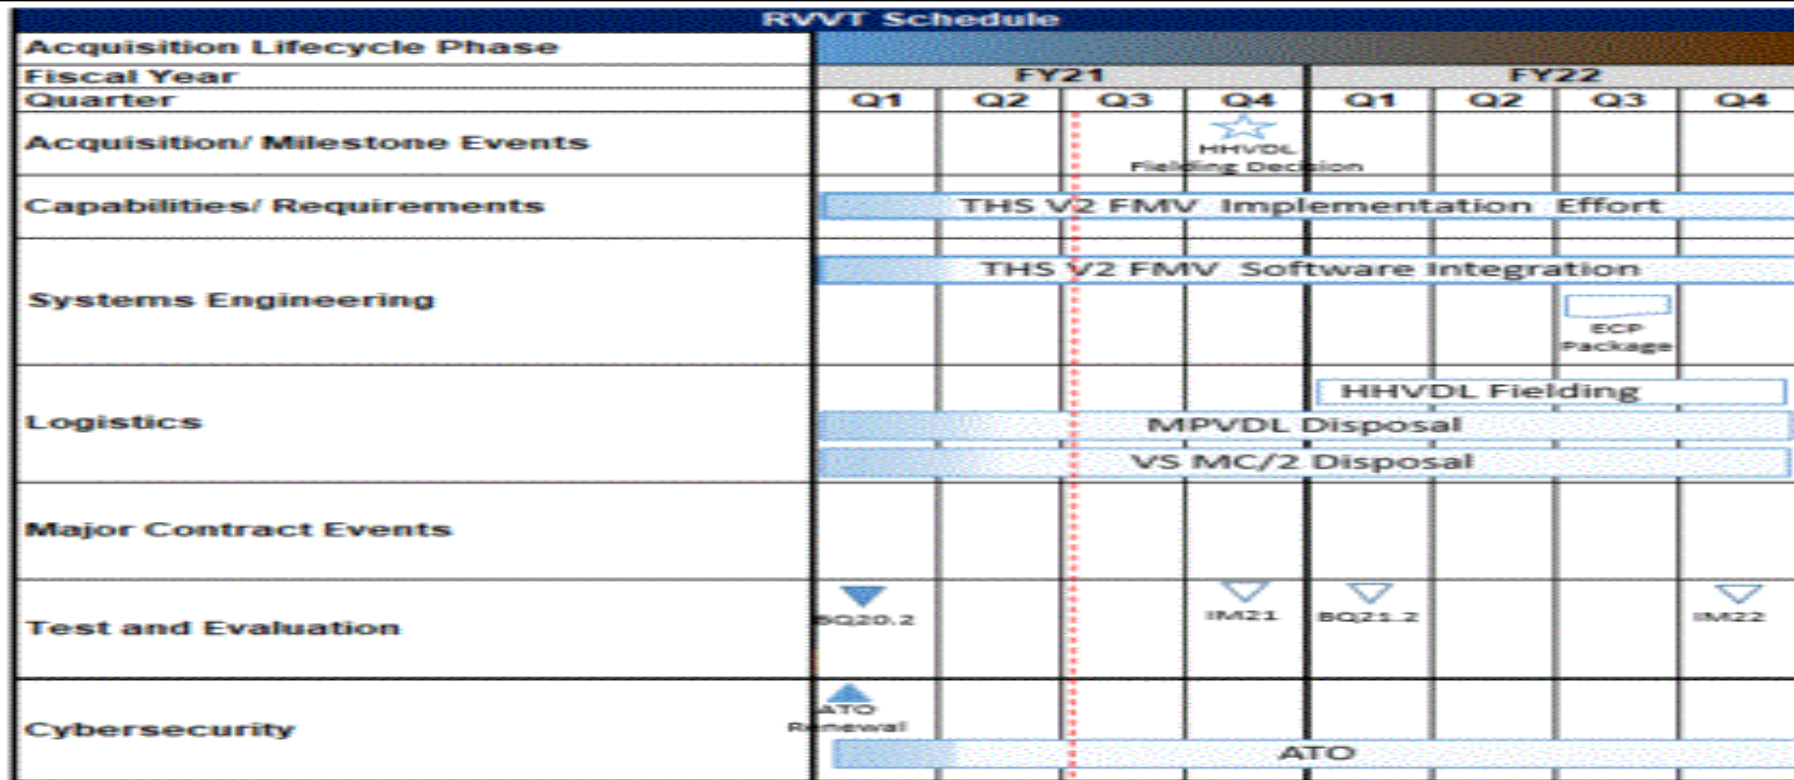 RVVT Schedule
Acquisition Lifecycle Phase
Fiscal Year FY21 FY22
Quarter Q1 Q2 Q3 Q4 Q1 Q2 Q3 Q4
Acquisition/ Milestone Events
HHVDL
Fielding Decision
Capabilities/ Requirements THS V2 FMV Implementation Effort
THS V2 FMV Software Integration
Systems Engineering
ECP
Package
HHVDL Fielding
Logistics MPVDL Disposal
VS MC/2 Disposal
Major Contract Events
BQ20.2 IM21 BQ21.2 IM22
Test and Evaluation
ATO
Renewal
Cybersecurity
ATO